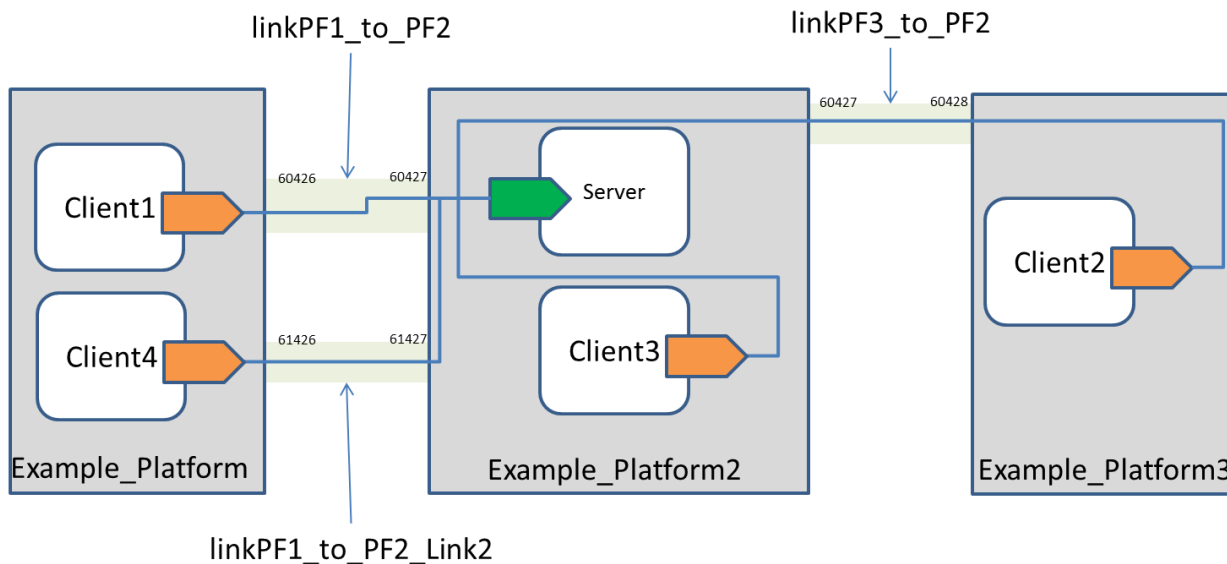 linkPF1_to_PF2
linkPF3_to_PF2
60427
60428
60426
60427
Client1
Server
Client2
61426
61427
Client4
Client3
Example_Platform
Example_Platform2
Example_Platform3
linkPF1_to_PF2_Link2